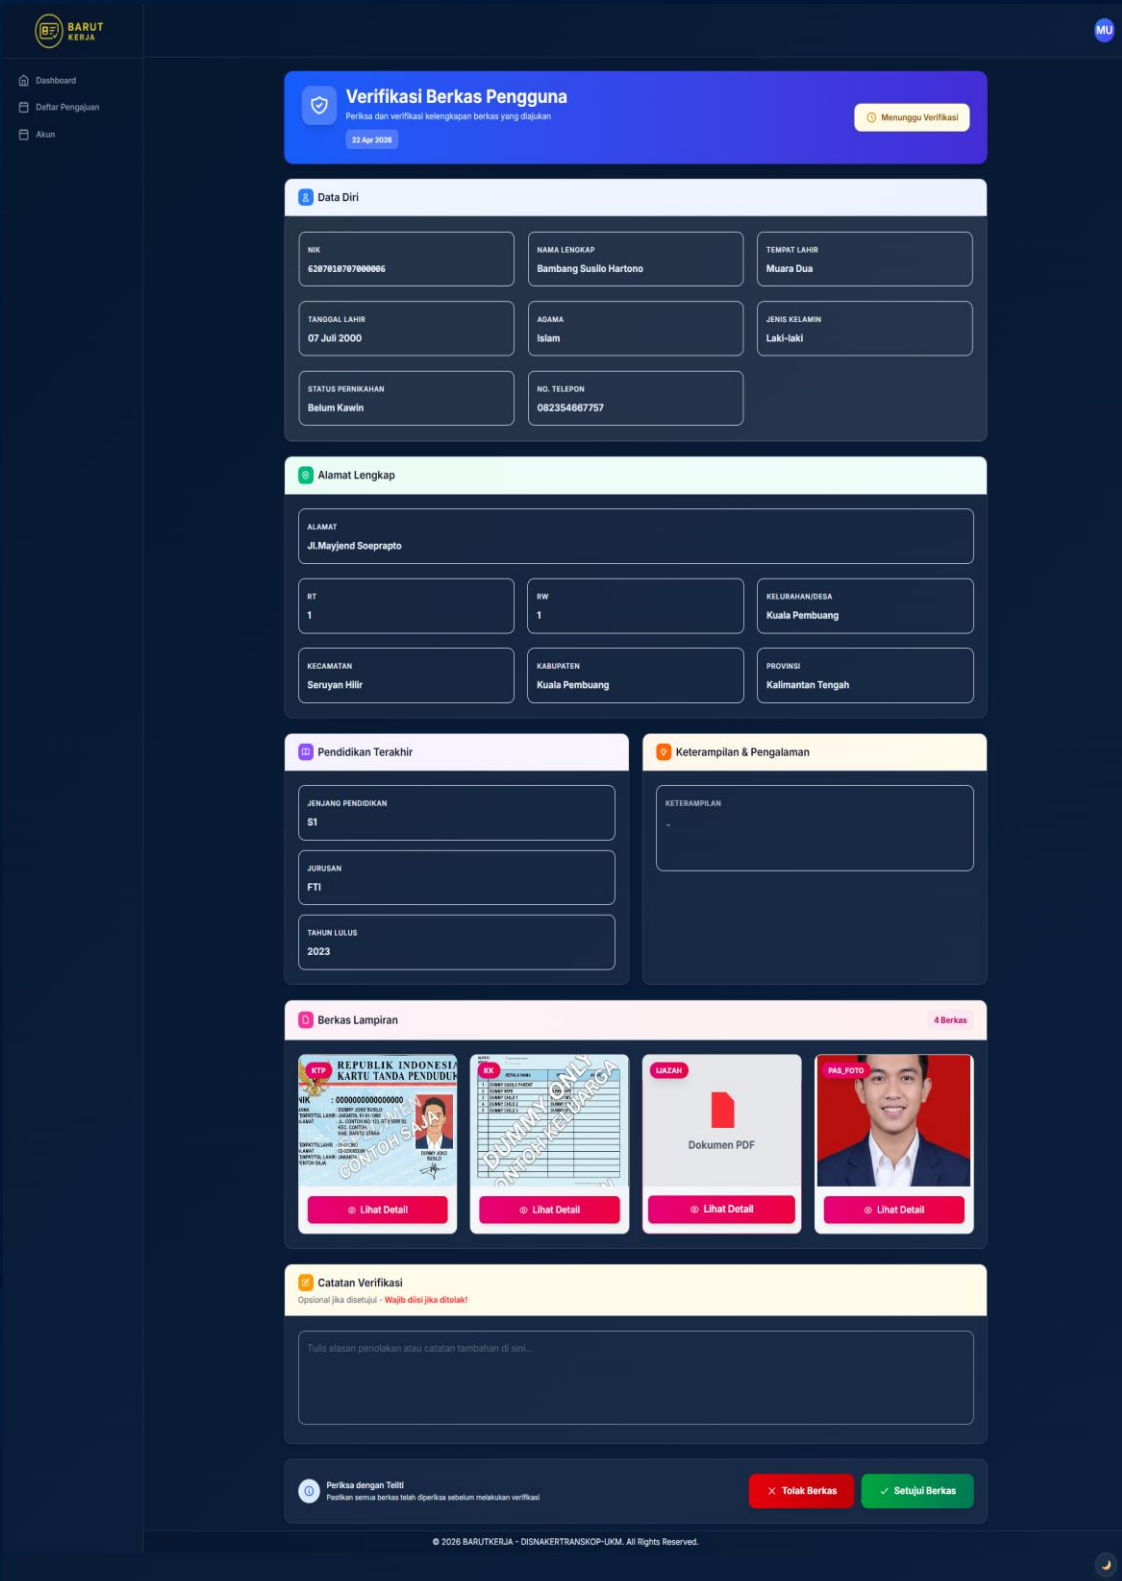 BARUT
KERJA
MU
Dashboard
Daftar Pengajuan
Akun
Verifikasi Berkas Pengguna
Periksa dan verifikasi kelengkapan berkas yang diajukan
22 Apr 2026
Menunggu Verifikasi
Data Diri
NIK
6207010707000006
NAMA LENGKAP
Bambang Susilo Hartono
TEMPAT LAHIR
Muara Dua
TANGGAL LAHIR
07 Juli 2000
AGAMA
Islam
JENIS KELAMIN
Laki-laki
STATUS PERNIKAHAN
Belum Kawin
NO. TELEPON
082354667757
Alamat Lengkap
ALAMAT
Jl.Mayjend Soeprapto
RT
1
RW
1
KELURAHAN/DESA
Kuala Pembuang
KECAMATAN
Seruyan Hilir
KABUPATEN
Kuala Pembuang
PROVINSI
Kalimantan Tengah
Pendidikan Terakhir
JENJANG PENDIDIKAN
S1
JURUSAN
FTI
TAHUN LULUS
2023
Keterampilan & Pengalaman
KETERAMPILAN
-
Berkas Lampiran
4 Berkas
KTP
REPUBLIK INDONESIA
KARTU TANDA PENDUDUK
NIK : 0000000000000000
CONTOH SAJA
Lihat Detail
KK
KEPALA NAMA
DUMMY ONLY
CONTOH KELUARGA
Lihat Detail
IJAZAH
Dokumen PDF
Lihat Detail
PAS_FOTO
Lihat Detail
Catatan Verifikasi
Opsional jika disetujui - Wajib diisi jika ditolak!
Tulis alasan penolakan atau catatan tambahan di sini...
Periksa dengan Teliti
Pastikan semua berkas telah diperiksa sebelum melakukan verifikasi
Tolak Berkas
Setujui Berkas
© 2026 BARUTKERJA - DISNAKERTRANSKOP-UKM. All Rights Reserved.